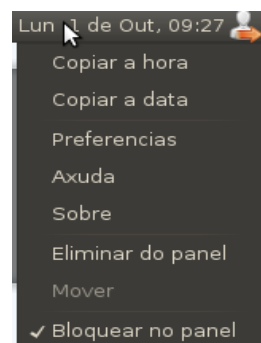 Lun 1 de Out, 09:27
Copiar a hora
Copiar a data
Preferencias
Axuda
Sobre
Eliminar do panel
Mover
✓ Bloquear no panel